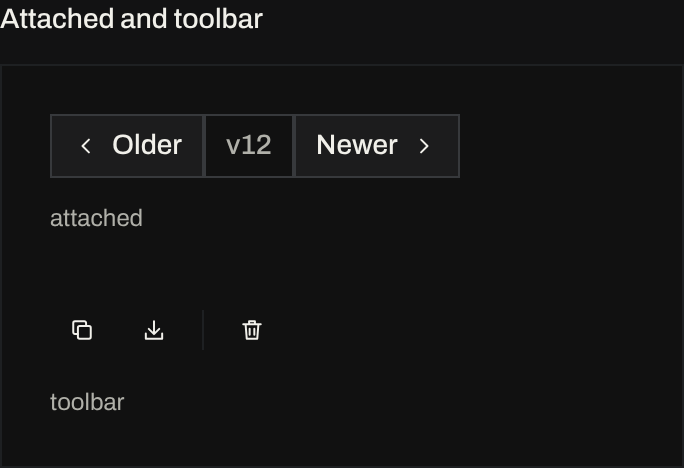 Attached and toolbar
Older v12 Newer
attached
toolbar